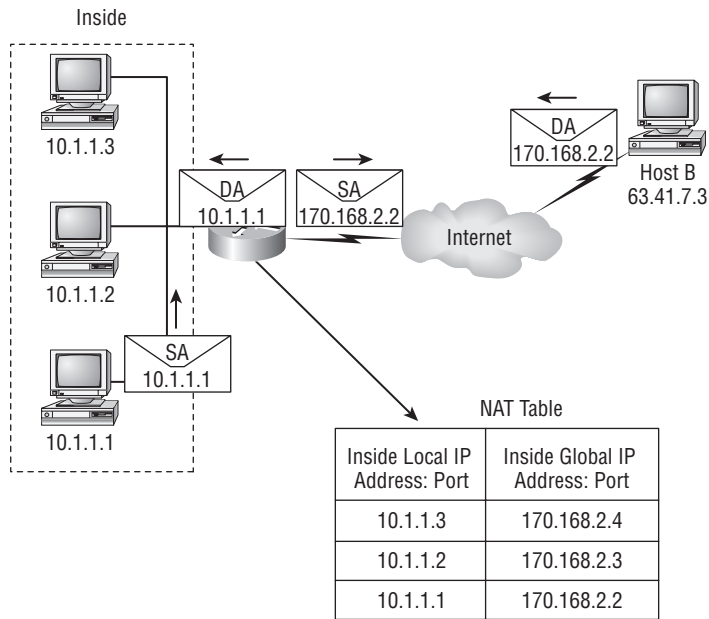 Inside
10.1.1.3
10.1.1.2
10.1.1.1
SA
10.1.1.1
DA
10.1.1.1
SA
170.168.2.2
Internet
DA
170.168.2.2
Host B
63.41.7.3
NAT Table
Inside Local IP
Address: Port
Inside Global IP
Address: Port
10.1.1.3
170.168.2.4
10.1.1.2
170.168.2.3
10.1.1.1
170.168.2.2